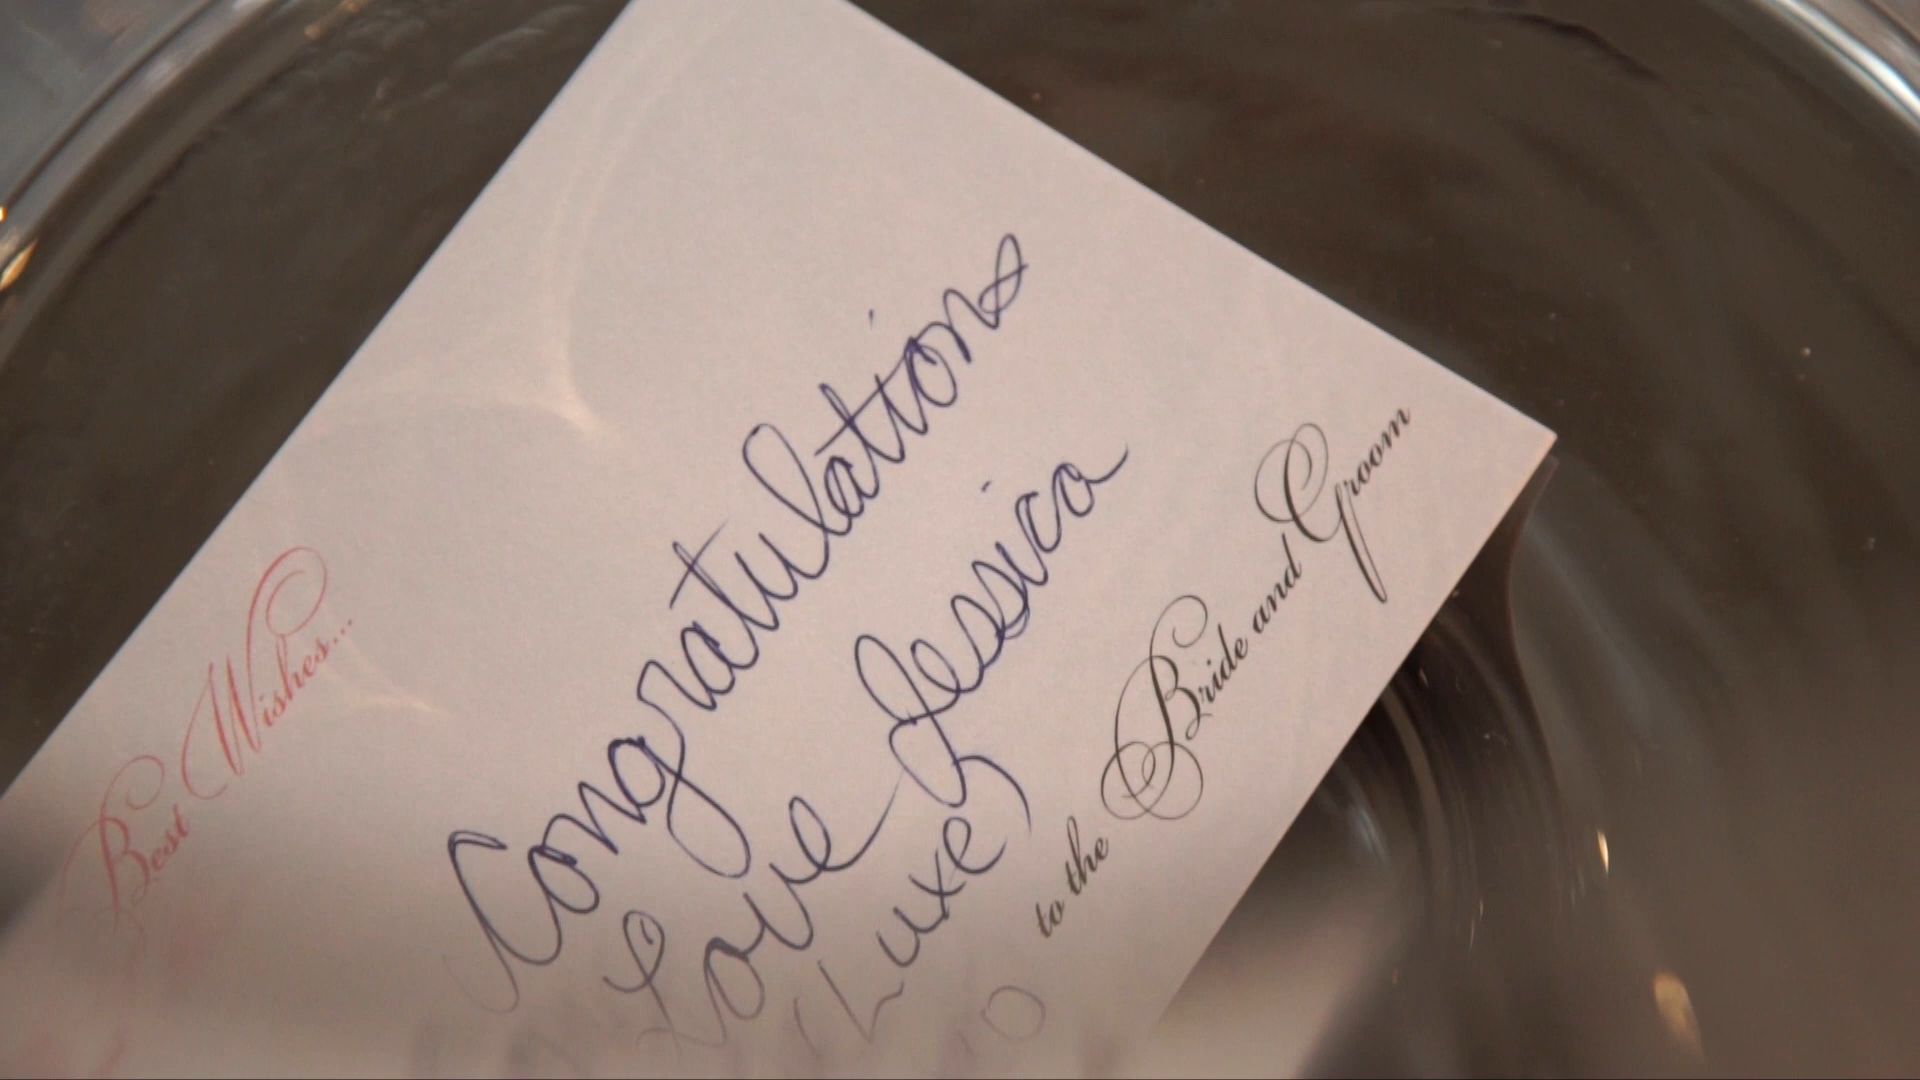 Best Wishes...
Congratulations
Love Jessica
(Luxe)
to the Bride and Groom